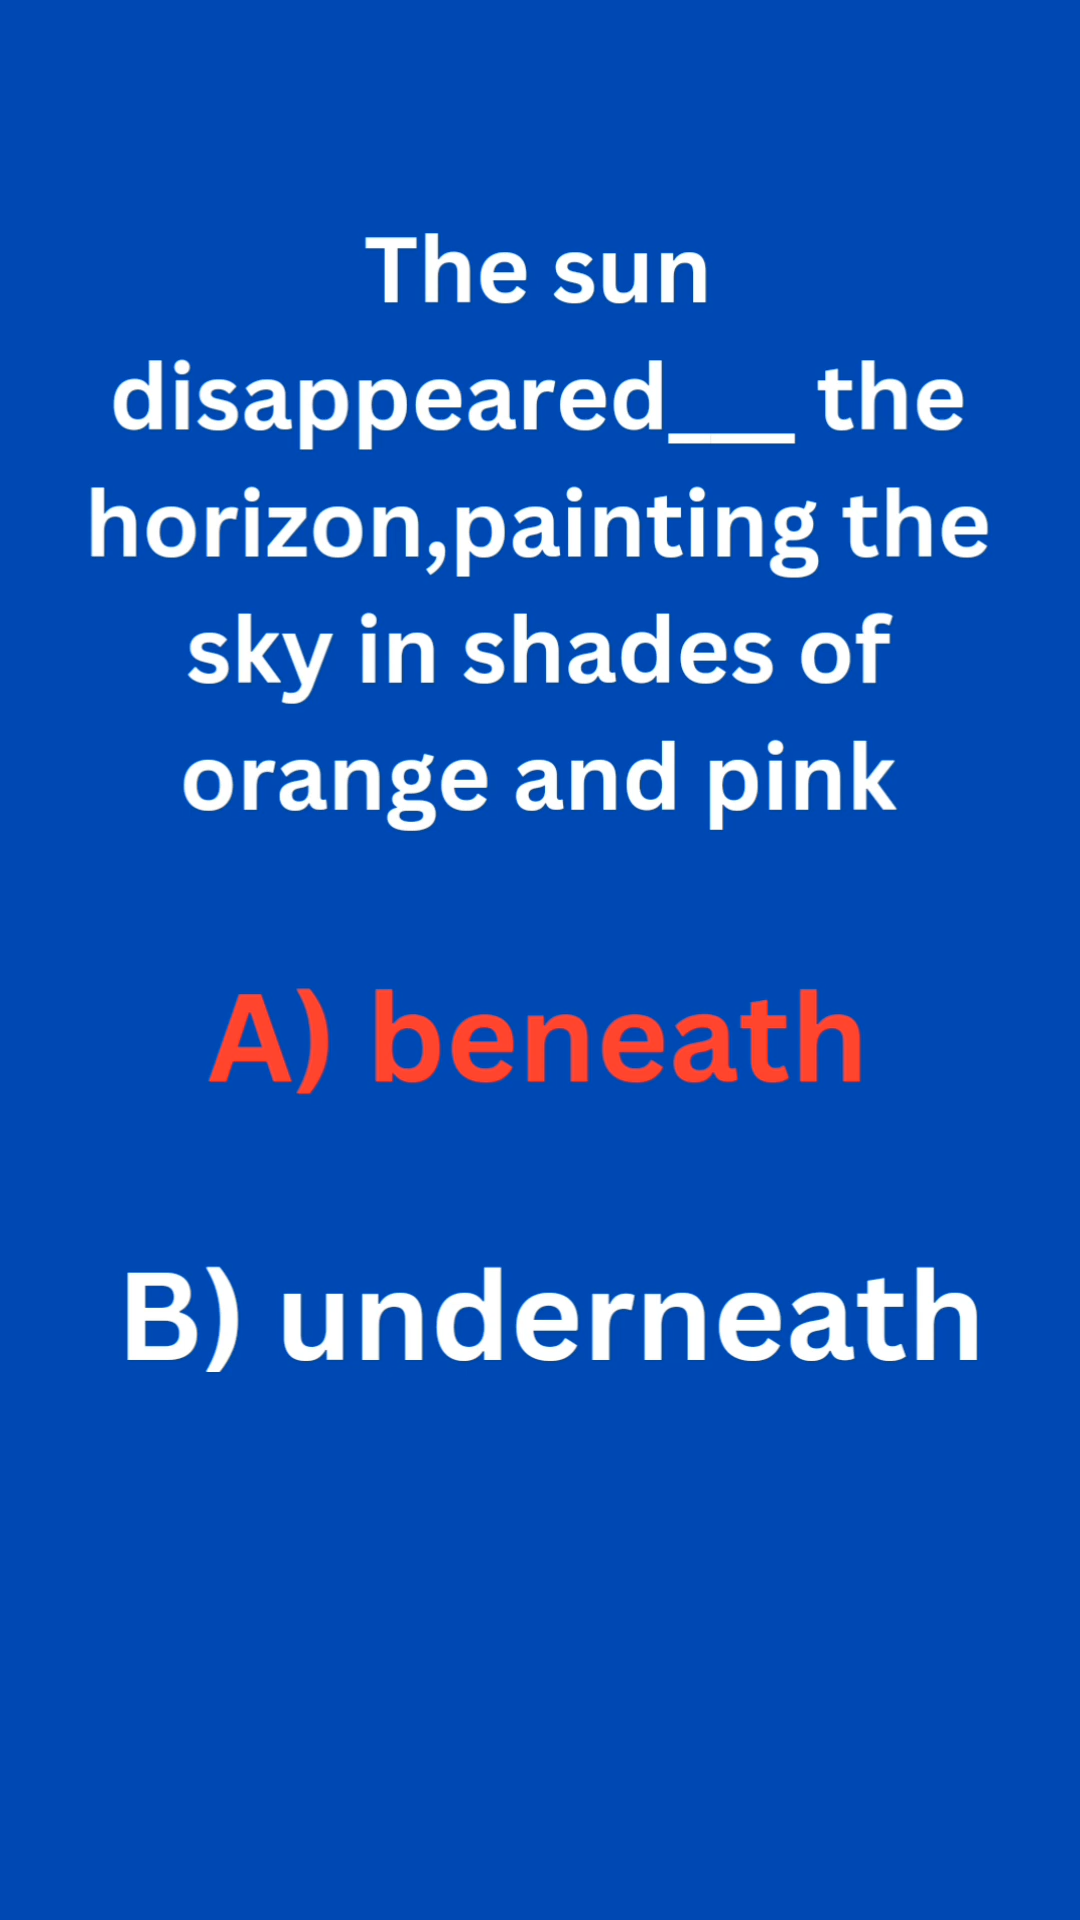 The sun
disappeared___ the
horizon,painting the
sky in shades of
orange and pink
A) beneath
B) underneath